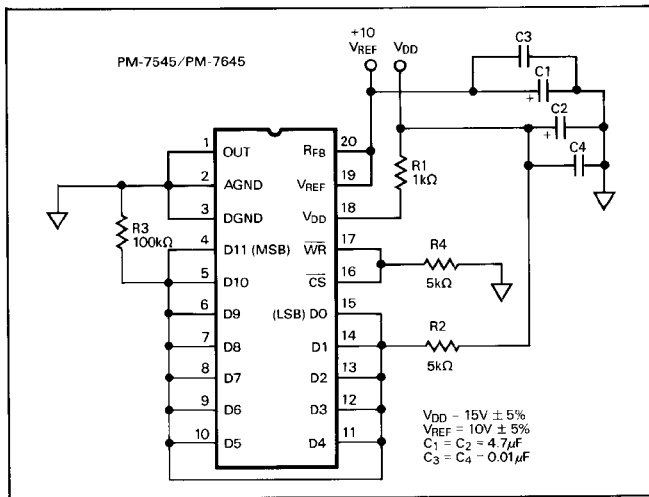 PM-7545/PM-7645
+10
VREF
VDD
C3
C1
+
C2
+
C4
R1
1kΩ
1 OUT
2 AGND
3 DGND
4 D11 (MSB)
5 D10
6 D9
7 D8
8 D7
9 D6
10 D5
RFB 20
VREF 19
VDD 18
WR 17
CS 16
(LSB) D0 15
D1 14
D2 13
D3 12
D4 11
R3
100kΩ
R4
5kΩ
R2
5kΩ
VDD – 15V ± 5%
VREF = 10V ± 5%
C1 = C2 = 4.7μF
C3 = C4 – 0.01μF